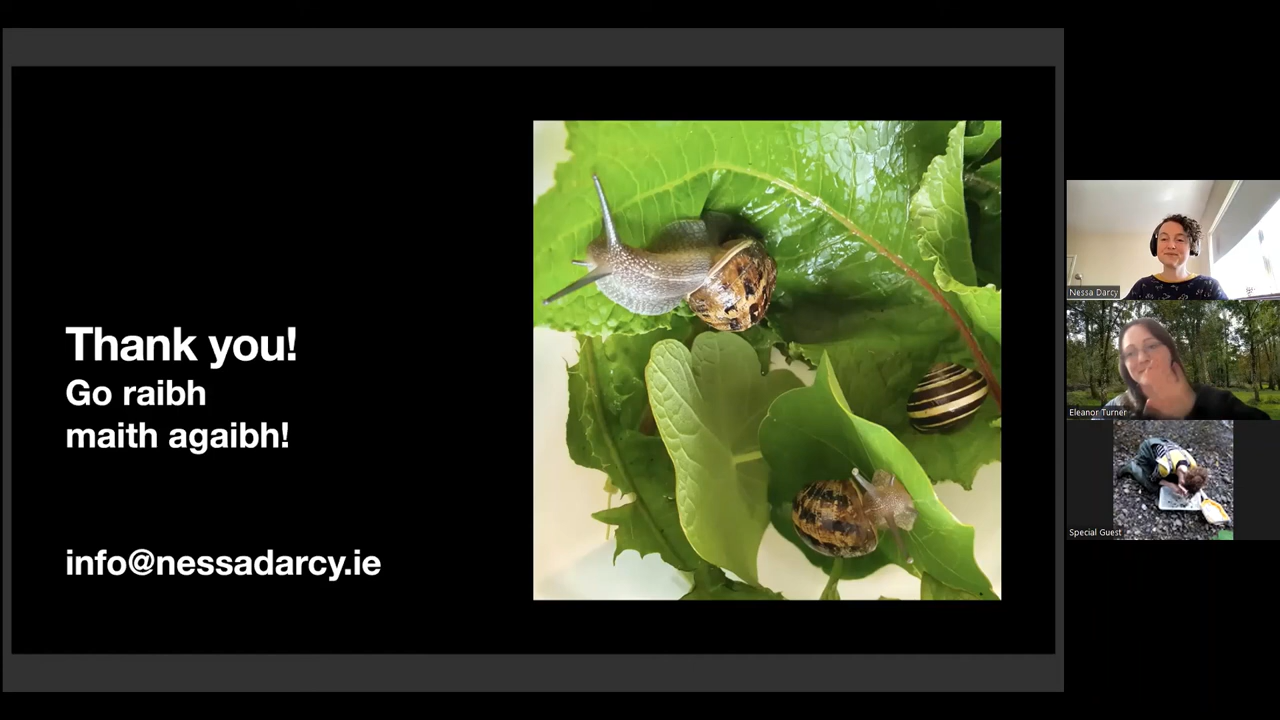 Thank you!
Go raibh
maith agaibh!
info@nessadarcy.ie
Nessa Darcy
Eleanor Turner
Special Guest